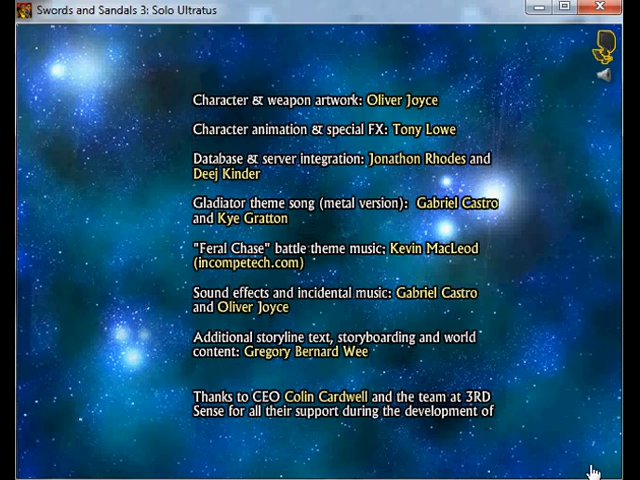 Swords and Sandals 3: Solo Ultratus
Character & weapon artwork: Oliver Joyce
Character animation & special FX: Tony Lowe
Database & server integration: Jonathon Rhodes and
Deej Kinder
Gladiator theme song (metal version): Gabriel Castro
and Kye Gratton
"Feral Chase" battle theme music: Kevin MacLeod
(incompetech.com)
Sound effects and incidental music: Gabriel Castro
and Oliver Joyce
Additional storyline text, storyboarding and world
content: Gregory Bernard Wee
Thanks to CEO Colin Cardwell and the team at 3RD
Sense for all their support during the development of